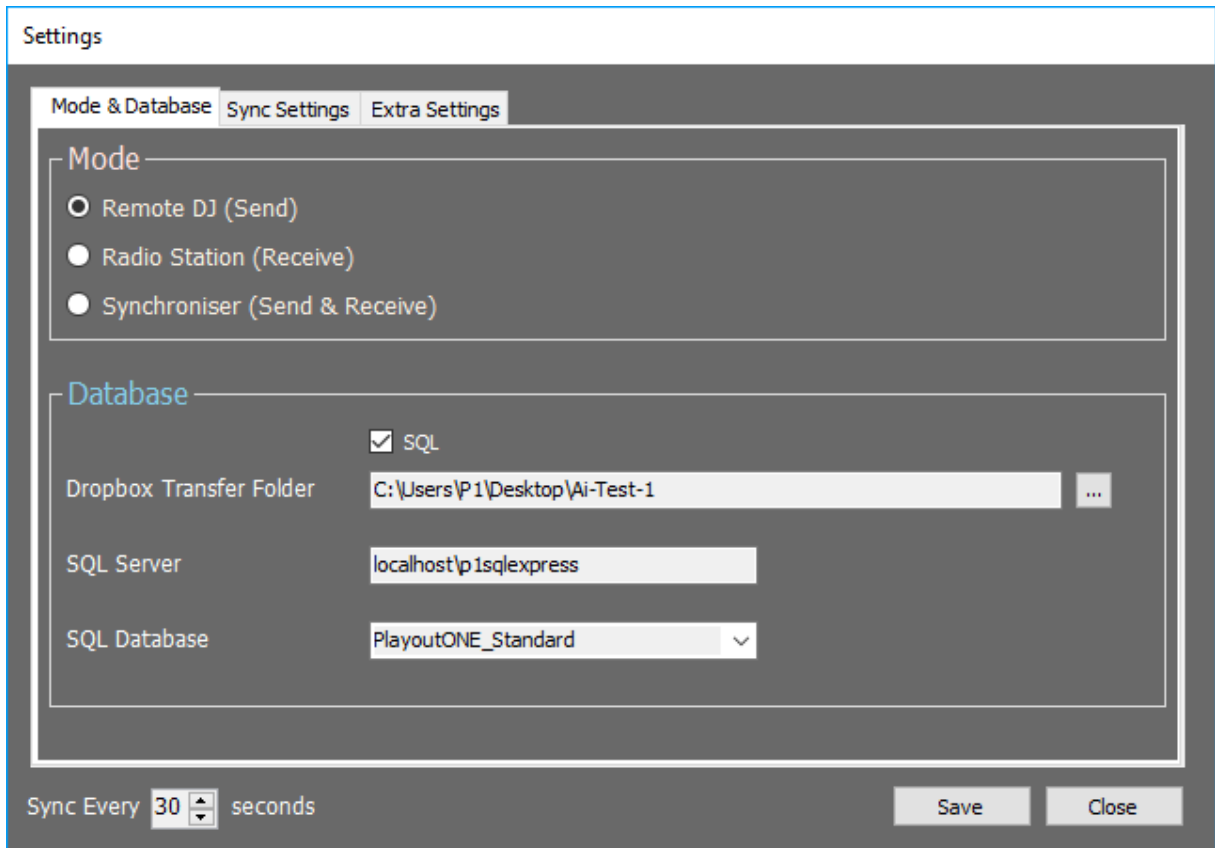 Settings
Mode & Database Sync Settings Extra Settings
Mode
Remote DJ (Send)
Radio Station (Receive)
Synchroniser (Send & Receive)
Database
SQL
Dropbox Transfer Folder C:\Users\P1\Desktop\Ai-Test-1 ...
SQL Server localhost\p1sqlexpress
SQL Database PlayoutONE_Standard
Sync Every 30 seconds Save Close